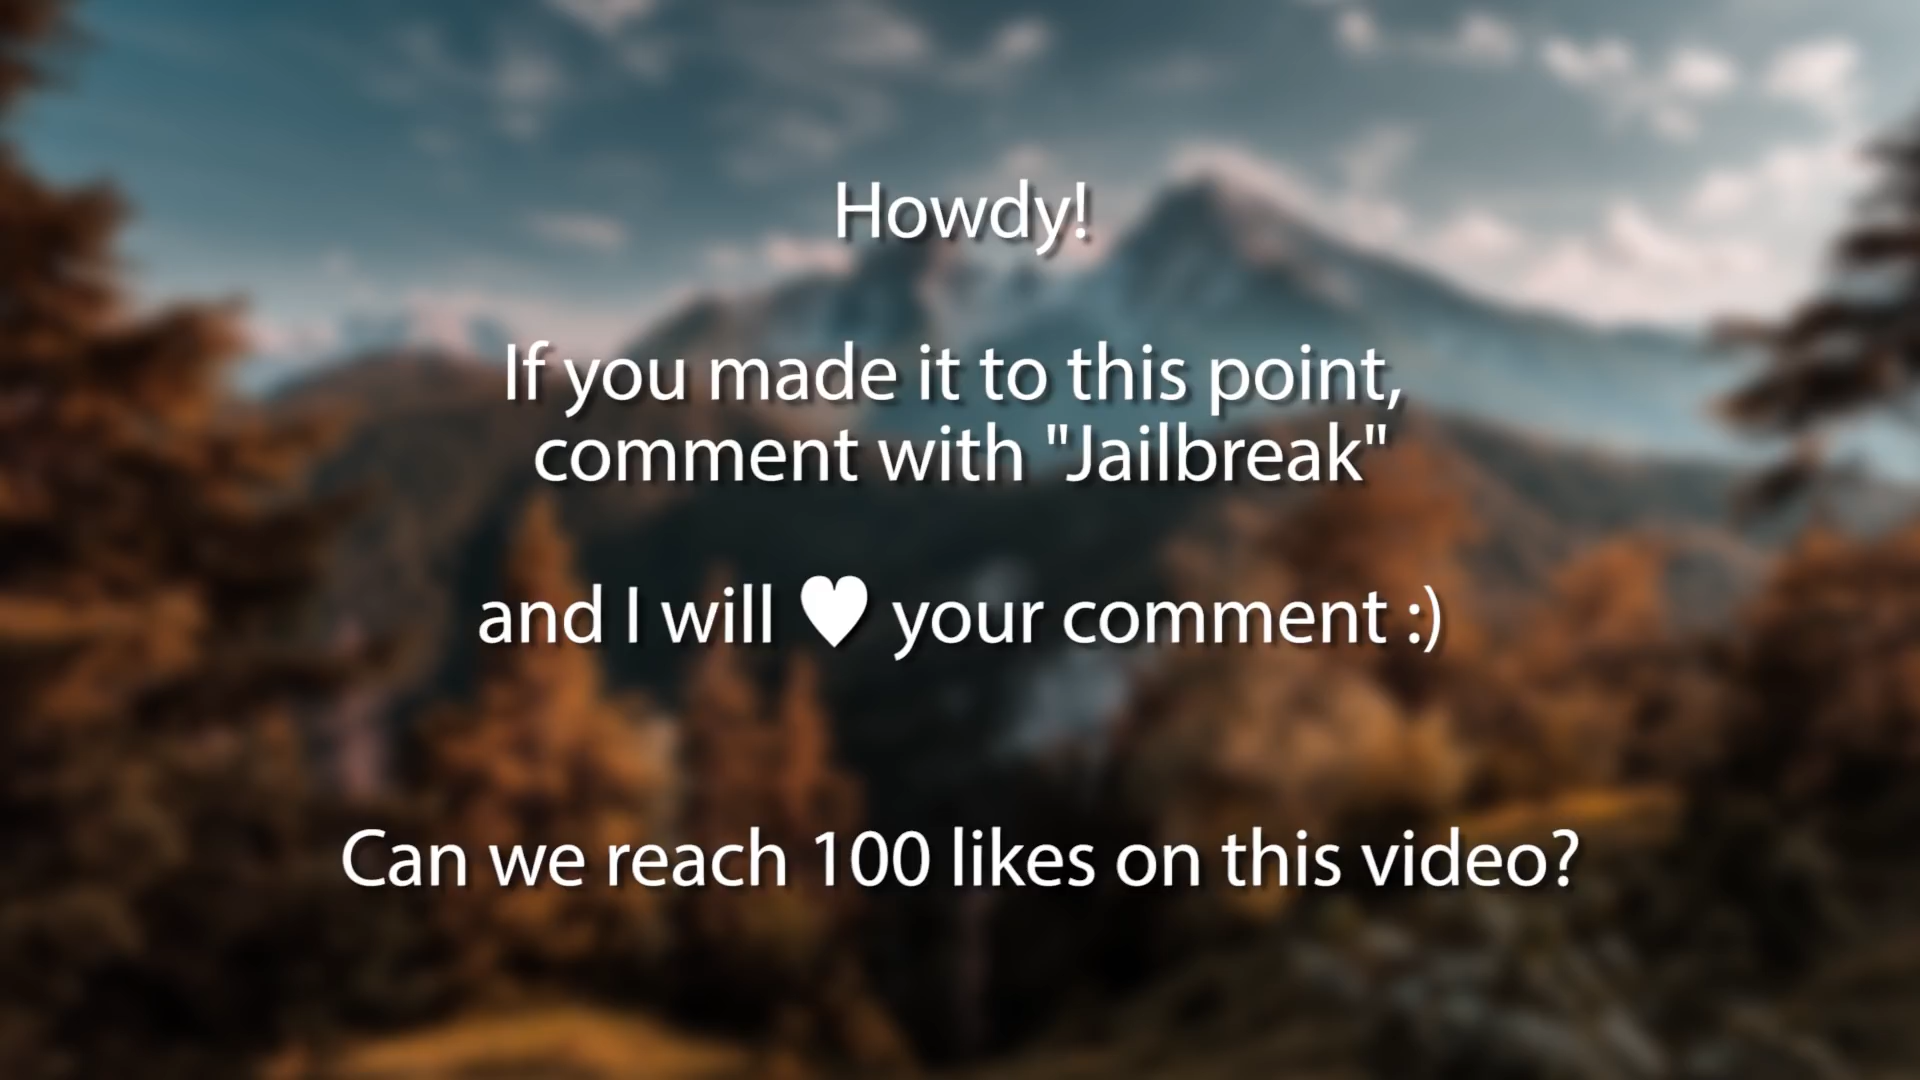 Howdy!
If you made it to this point,
comment with "Jailbreak"
and I will ♥ your comment :)
Can we reach 100 likes on this video?